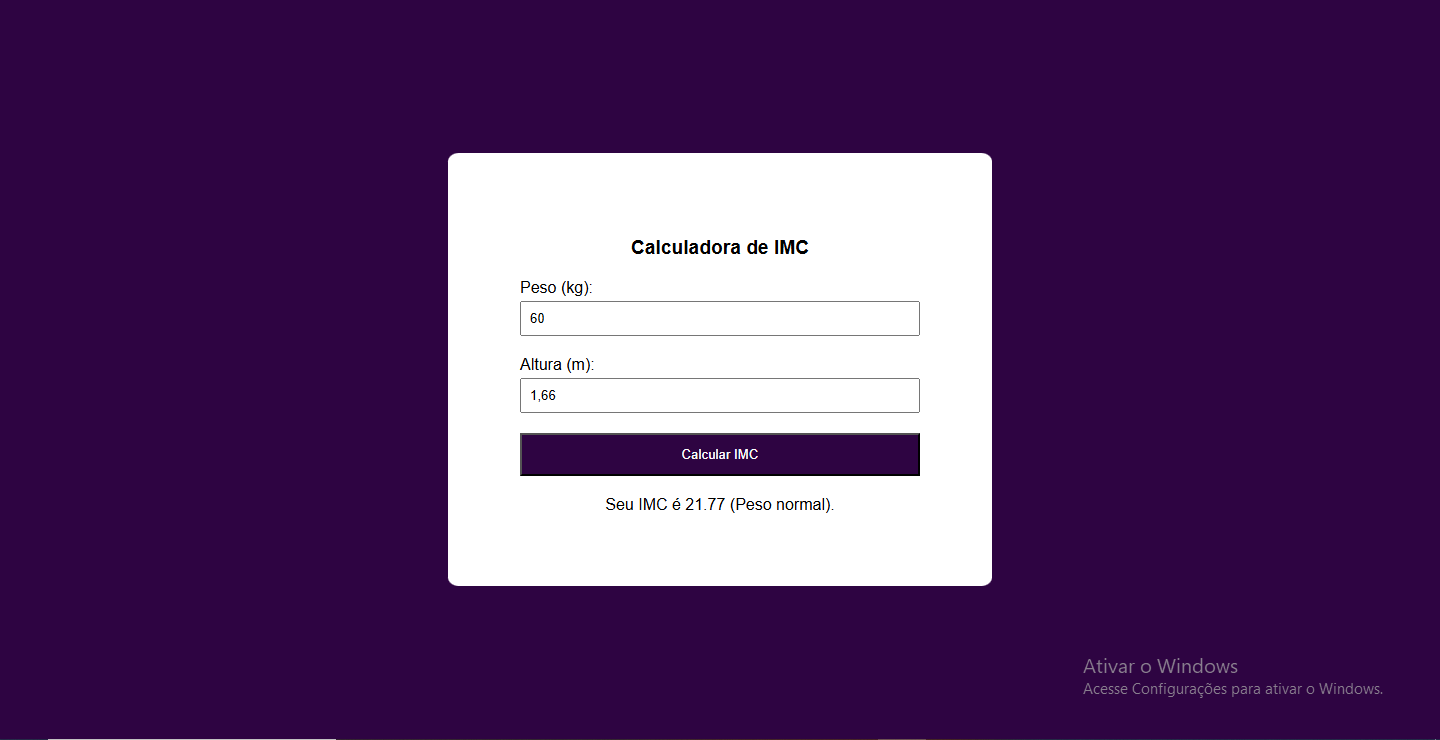 Calculadora de IMC
Peso (kg):
60
Altura (m):
1,66
Calcular IMC
Seu IMC é 21.77 (Peso normal).
Ativar o Windows
Acesse Configurações para ativar o Windows.